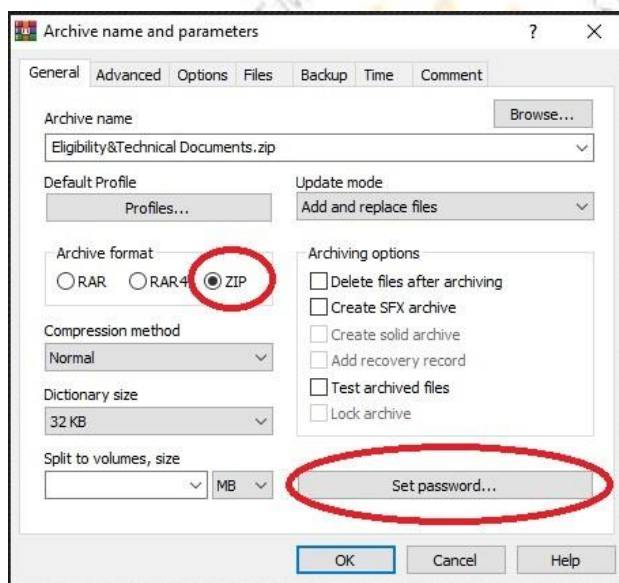 Archive name and parameters
General Advanced Options Files Backup Time Comment
Archive name
Browse...
Eligibility&Technical Documents.zip
Default Profile
Profiles...
Update mode
Add and replace files
Archive format
RAR RAR4 ZIP
Compression method
Normal
Dictionary size
32 KB
Split to volumes, size
MB
Archiving options
Delete files after archiving
Create SFX archive
Create solid archive
Add recovery record
Test archived files
Lock archive
Set password...
OK Cancel Help